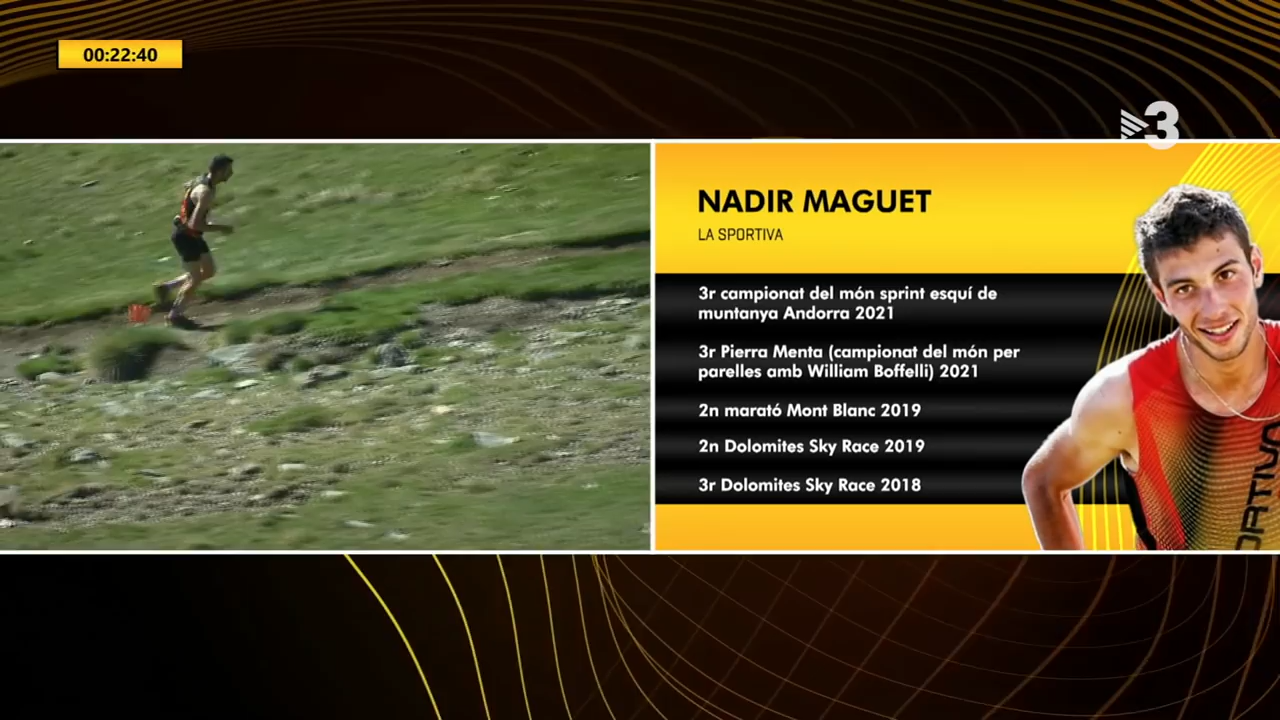 00:22:40
3
NADIR MAGUET
LA SPORTIVA
3r campionat del món sprint esquí de
muntanya Andorra 2021
3r Pierra Menta (campionat del món per
parelles amb William Boffelli) 2021
2n marató Mont Blanc 2019
2n Dolomites Sky Race 2019
3r Dolomites Sky Race 2018
ORTIVA